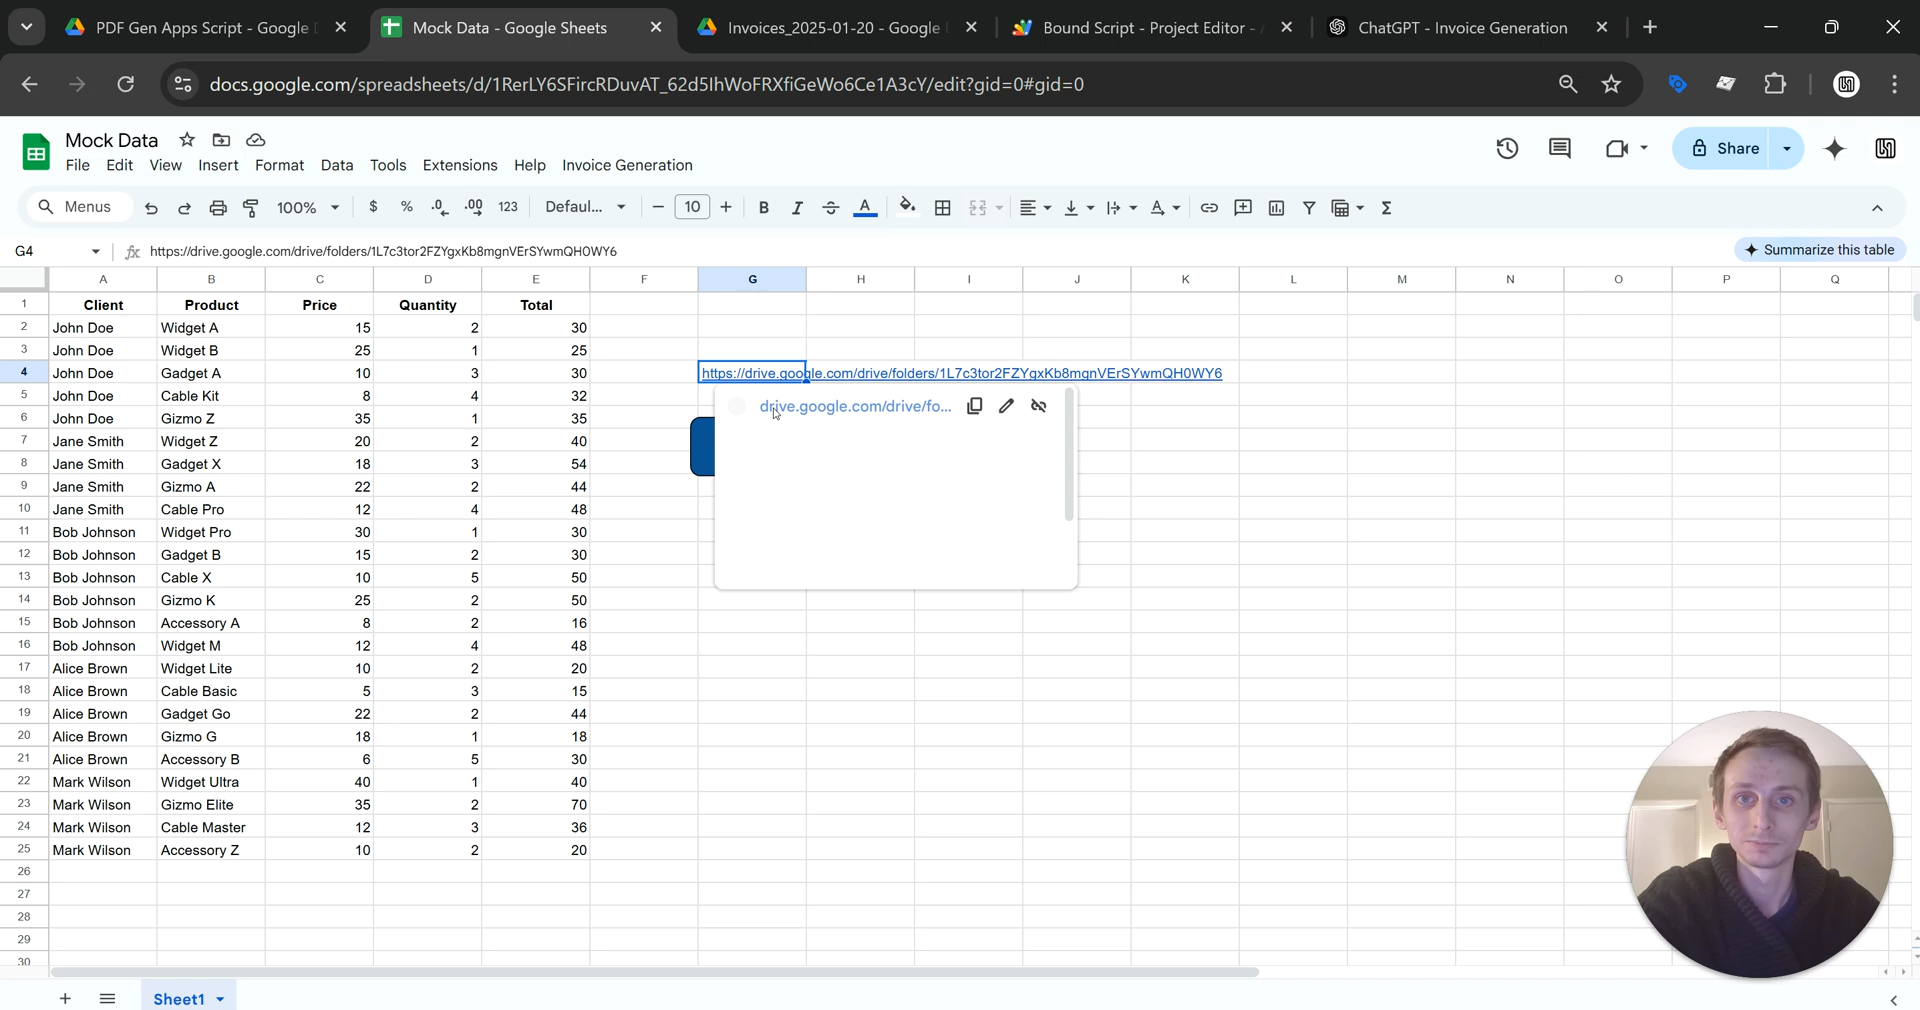 PDF Gen Apps Script - Google
Mock Data - Google Sheets
Invoices_2025-01-20 - Google
Bound Script - Project Editor -
ChatGPT - Invoice Generation
docs.google.com/spreadsheets/d/1RerLY6SFircRDuvAT_62d5IhWoFRXfiGeWo6Ce1A3cY/edit?gid=0#gid=0
Mock Data
File Edit View Insert Format Data Tools Extensions Help Invoice Generation
Share
Menus 100% $ % .0 .00 123 Defaul... 10 B I A Σ
G4 fx https://drive.google.com/drive/folders/1L7c3tor2FZYgxKb8mgnVErSYwmQH0WY6
Summarize this table
A B C D E F G H I J K L M N O P Q
1 Client Product Price Quantity Total
2 John Doe Widget A 15 2 30
3 John Doe Widget B 25 1 25
4 John Doe Gadget A 10 3 30 https://drive.google.com/drive/folders/1L7c3tor2FZYgxKb8mgnVErSYwmQH0WY6
5 John Doe Cable Kit 8 4 32 drive.google.com/drive/fo...
6 John Doe Gizmo Z 35 1 35
7 Jane Smith Widget Z 20 2 40
8 Jane Smith Gadget X 18 3 54
9 Jane Smith Gizmo A 22 2 44
10 Jane Smith Cable Pro 12 4 48
11 Bob Johnson Widget Pro 30 1 30
12 Bob Johnson Gadget B 15 2 30
13 Bob Johnson Cable X 10 5 50
14 Bob Johnson Gizmo K 25 2 50
15 Bob Johnson Accessory A 8 2 16
16 Bob Johnson Widget M 12 4 48
17 Alice Brown Widget Lite 10 2 20
18 Alice Brown Cable Basic 5 3 15
19 Alice Brown Gadget Go 22 2 44
20 Alice Brown Gizmo G 18 1 18
21 Alice Brown Accessory B 6 5 30
22 Mark Wilson Widget Ultra 40 1 40
23 Mark Wilson Gizmo Elite 35 2 70
24 Mark Wilson Cable Master 12 3 36
25 Mark Wilson Accessory Z 10 2 20
26
27
28
29
30
Sheet1